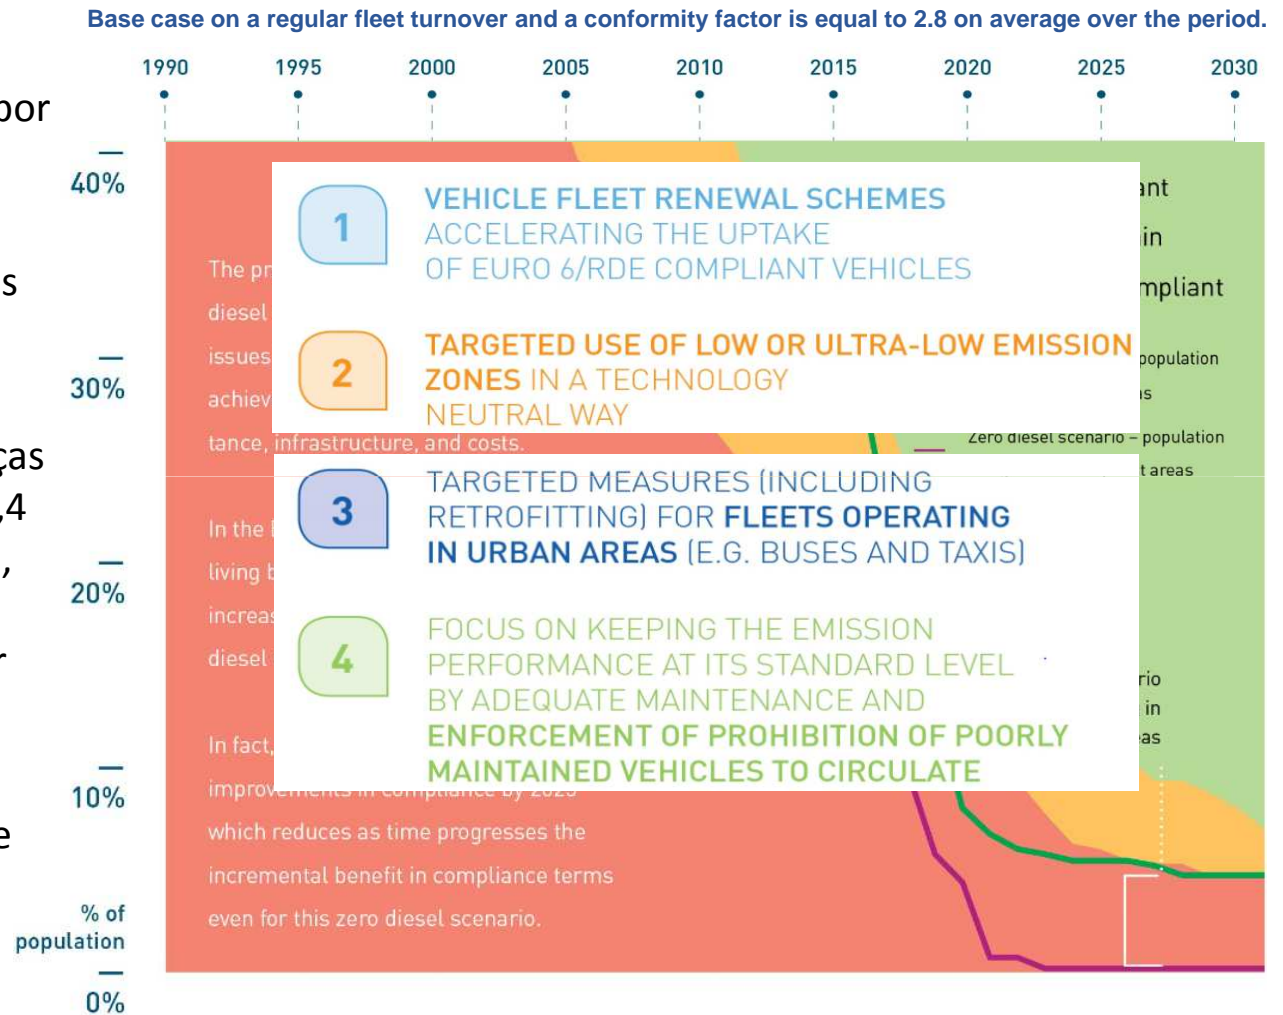 Base case on a regular fleet turnover and a conformity factor is equal to 2.8 on average over the period.
1990 1995 2000 2005 2010 2015 2020 2025 2030
por
s
ças
,4
,
r
e
40%
30%
20%
10%
% of
population
0%
1
VEHICLE FLEET RENEWAL SCHEMES
ACCELERATING THE UPTAKE
OF EURO 6/RDE COMPLIANT VEHICLES
2
TARGETED USE OF LOW OR ULTRA-LOW EMISSION
ZONES IN A TECHNOLOGY
NEUTRAL WAY
3
TARGETED MEASURES (INCLUDING
RETROFITTING) FOR FLEETS OPERATING
IN URBAN AREAS (E.G. BUSES AND TAXIS)
4
FOCUS ON KEEPING THE EMISSION
PERFORMANCE AT ITS STANDARD LEVEL
BY ADEQUATE MAINTENANCE AND
ENFORCEMENT OF PROHIBITION OF POORLY
MAINTAINED VEHICLES TO CIRCULATE
The pr
diesel
issues
achiev
tance, infrastructure, and costs.
In the
living b
increas
diesel
In fact,
improvements in compliance by 2025
which reduces as time progresses the
incremental benefit in compliance terms
even for this zero diesel scenario.
ant
in
mpliant
population
as
Zero diesel scenario – population
t areas
rio
in
as